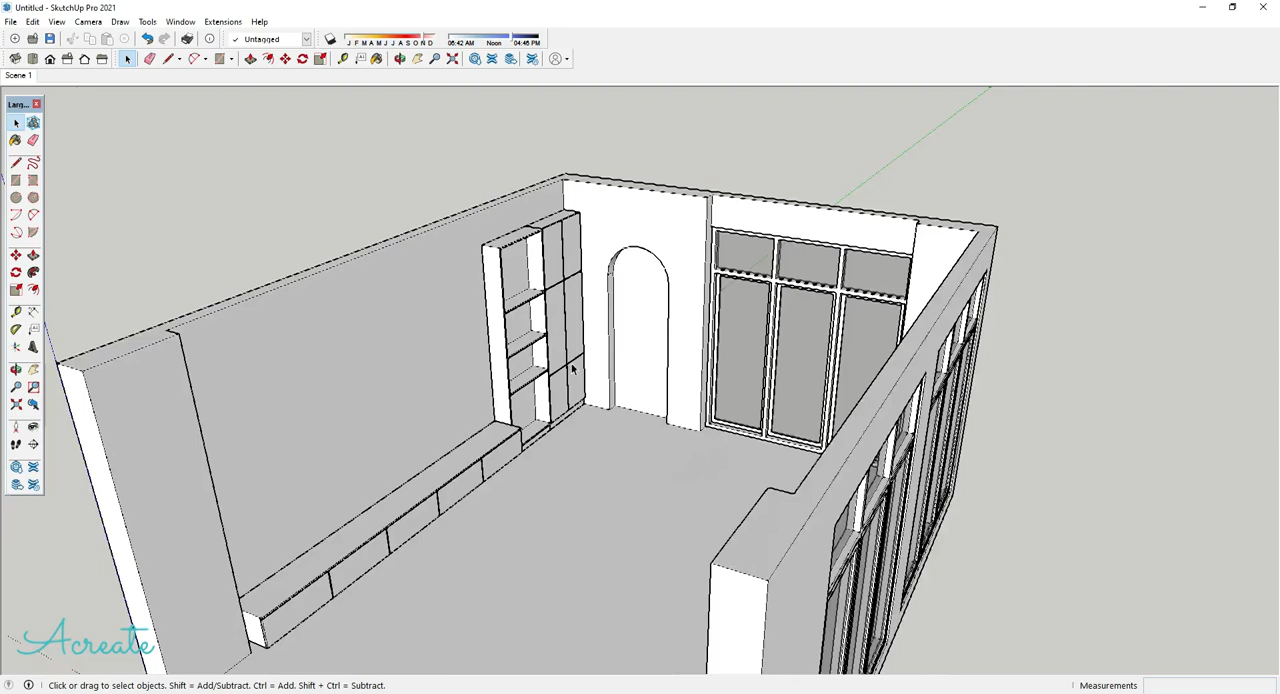 Untitled - SketchUp Pro 2021
File Edit View Camera Draw Tools Window Extensions Help
Untagged
J F M A M J J A S O N D
06:42 AM Noon 04:46 PM
Scene 1
Larg...
Acreate
Click or drag to select objects. Shift = Add/Subtract. Ctrl = Add. Shift + Ctrl = Subtract.
Measurements